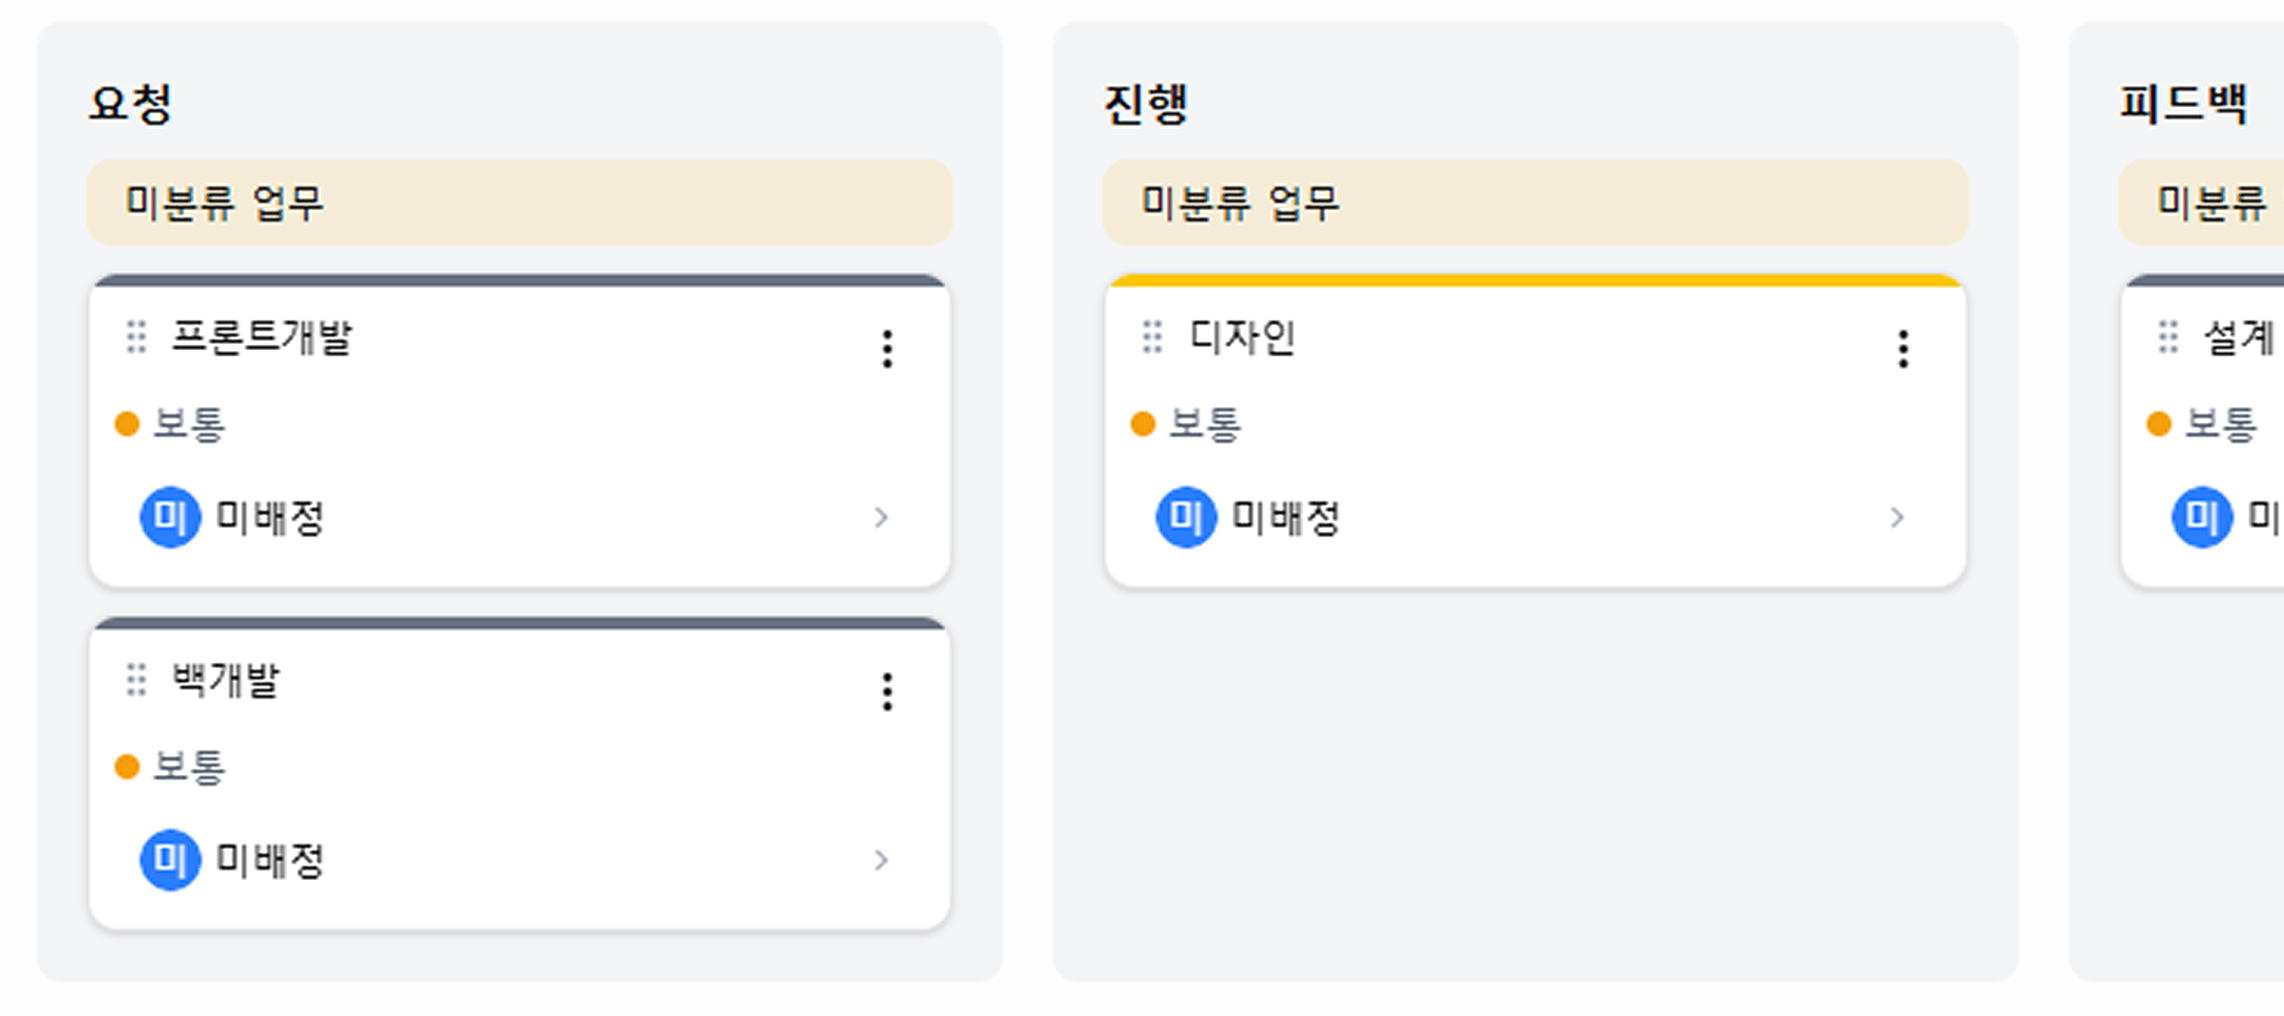 요청
미분류 업무
프론트개발
보통
미 미배정
백개발
보통
미 미배정
진행
미분류 업무
디자인
보통
미 미배정
피드백
미분류
설계
보통
미 미